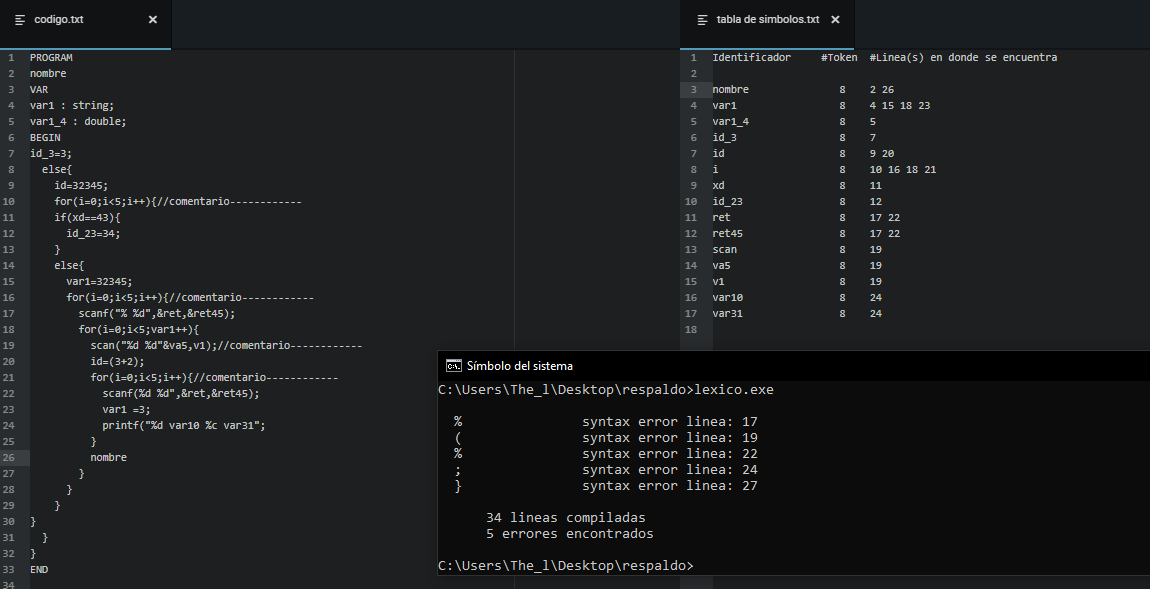 codigo.txt
1 PROGRAM
2 nombre
3 VAR
4 var1 : string;
5 var1_4 : double;
6 BEGIN
7 id_3=3;
8 else{
9 id=32345;
10 for(i=0;i<5;i++){//comentario------------
11 if(xd==43){
12 id_23=34;
13 }
14 else{
15 var1=32345;
16 for(i=0;i<5;i++){//comentario------------
17 scanf("% %d",&ret,&ret45);
18 for(i=0;i<5;var1++){
19 scan("%d %d"&va5,v1);//comentario------------
20 id=(3+2);
21 for(i=0;i<5;i++){//comentario------------
22 scanf(%d %d",&ret,&ret45);
23 var1 =3;
24 printf("%d var10 %c var31";
25 }
26 nombre
27 }
28 }
29 }
30 }
31 }
32 }
33 END
34
tabla de simbolos.txt
1 Identificador #Token #Linea(s) en donde se encuentra
2
3 nombre 8 2 26
4 var1 8 4 15 18 23
5 var1_4 8 5
6 id_3 8 7
7 id 8 9 20
8 i 8 10 16 18 21
9 xd 8 11
10 id_23 8 12
11 ret 8 17 22
12 ret45 8 17 22
13 scan 8 19
14 va5 8 19
15 v1 8 19
16 var10 8 24
17 var31 8 24
18
C:\. Símbolo del sistema
C:\Users\The_l\Desktop\respaldo>lexico.exe
% syntax error linea: 17
( syntax error linea: 19
% syntax error linea: 22
; syntax error linea: 24
} syntax error linea: 27
34 lineas compiladas
5 errores encontrados
C:\Users\The_l\Desktop\respaldo>